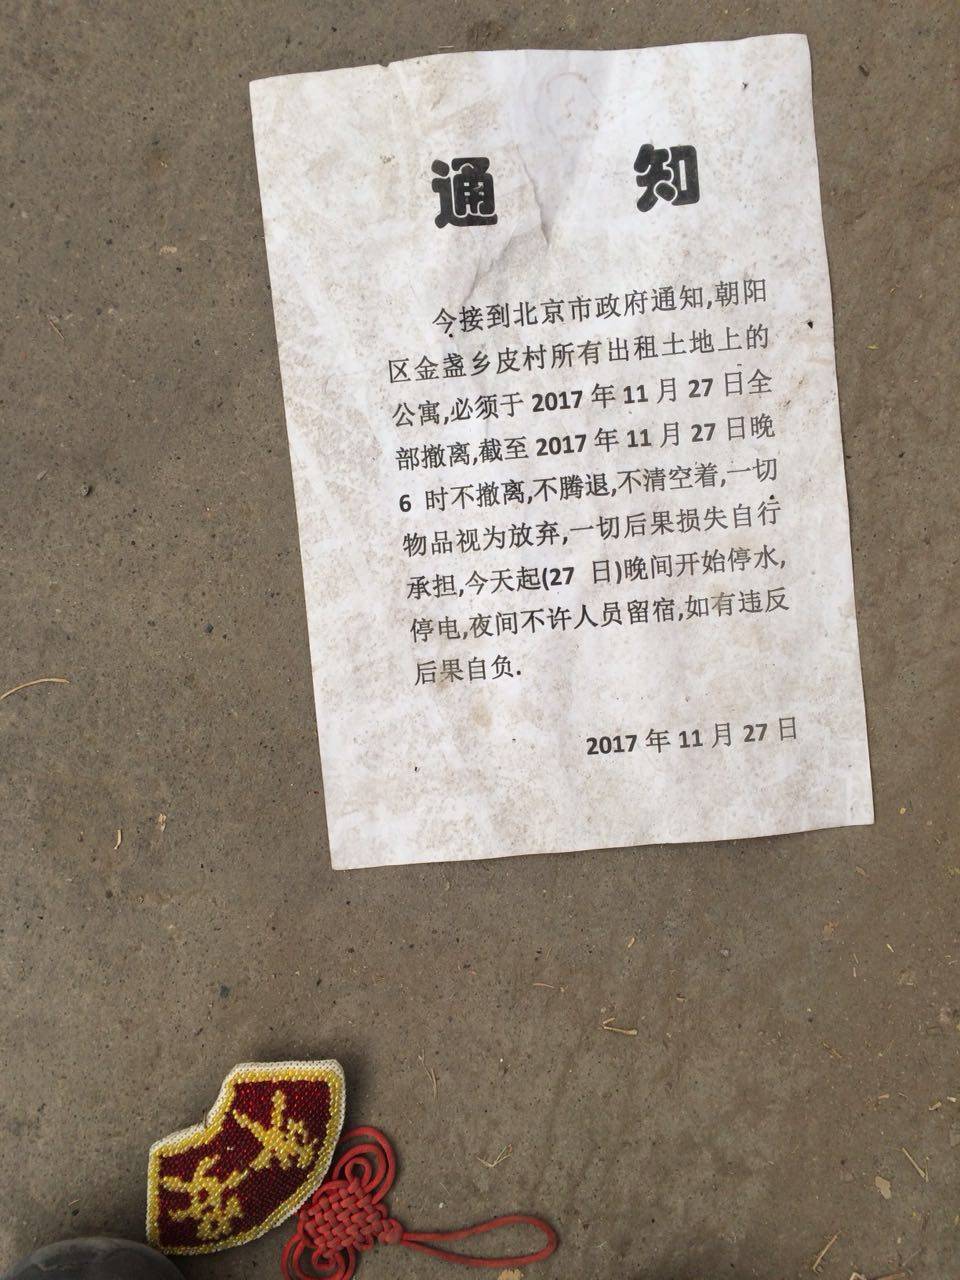 通 知
今接到北京市政府通知,朝阳
区金盏乡皮村所有出租土地上的
公寓,必须于 2017 年 11 月 27 日全
部撤离,截至 2017 年 11 月 27 日晚
6 时不撤离,不腾退,不清空着,一切
物品视为放弃,一切后果损失自行
承担,今天起(27 日)晚间开始停水,
停电,夜间不许人员留宿,如有违反
后果自负.
2017 年 11 月 27 日